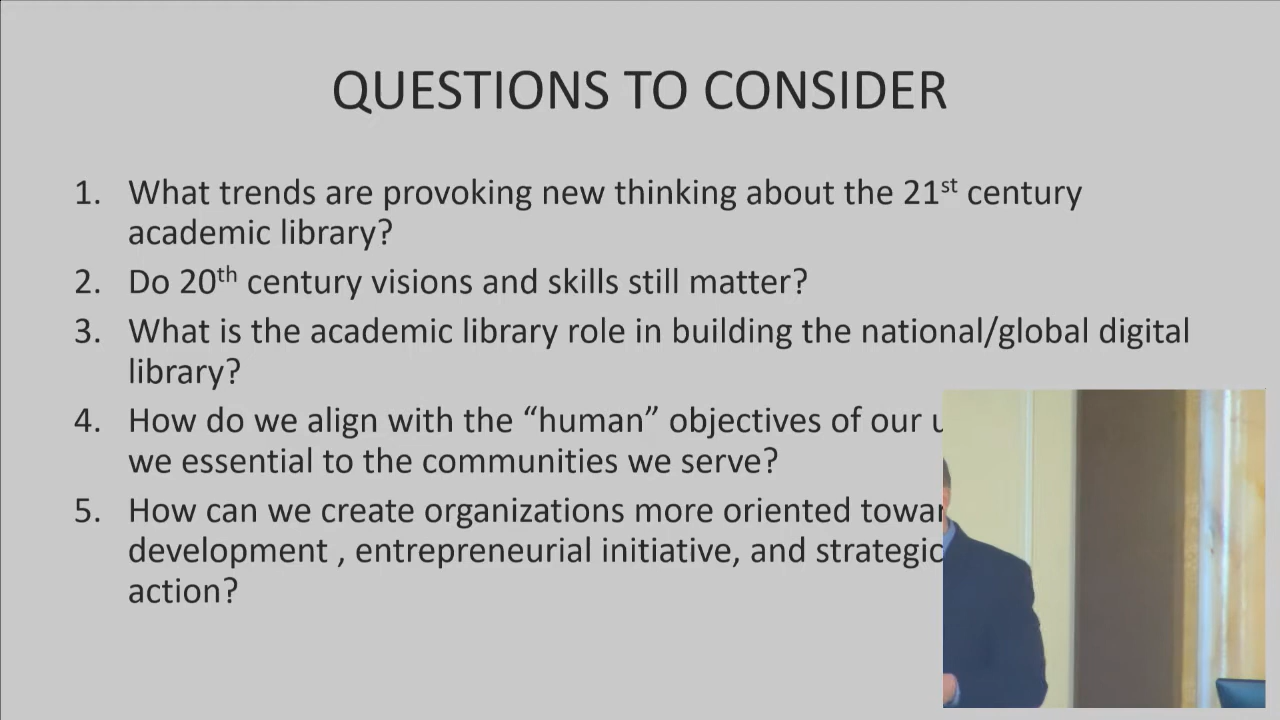 QUESTIONS TO CONSIDER
1. What trends are provoking new thinking about the 21st century
academic library?
2. Do 20th century visions and skills still matter?
3. What is the academic library role in building the national/global digital
library?
4. How do we align with the “human” objectives of our
we essential to the communities we serve?
5. How can we create organizations more oriented
development , entrepreneurial initiative, and strategic
action?